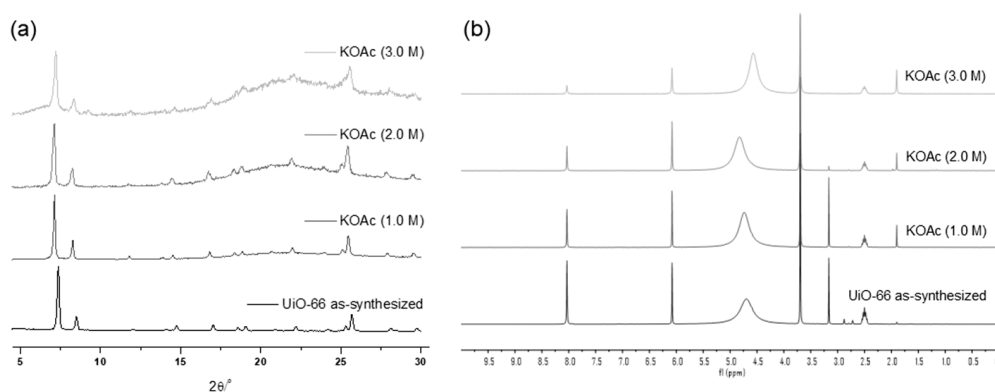 (a)
KOAc (3.0 M)
KOAc (2.0 M)
KOAc (1.0 M)
UiO-66 as-synthesized
5 10 15 20 25 30
2θ/°
(b)
KOAc (3.0 M)
KOAc (2.0 M)
KOAc (1.0 M)
UiO-66 as-synthesized
9.5 9.0 8.5 8.0 7.5 7.0 6.5 6.0 5.5 5.0 4.5 4.0 3.5 3.0 2.5 2.0 1.5 1.0 0.5 0.0
fl (ppm)